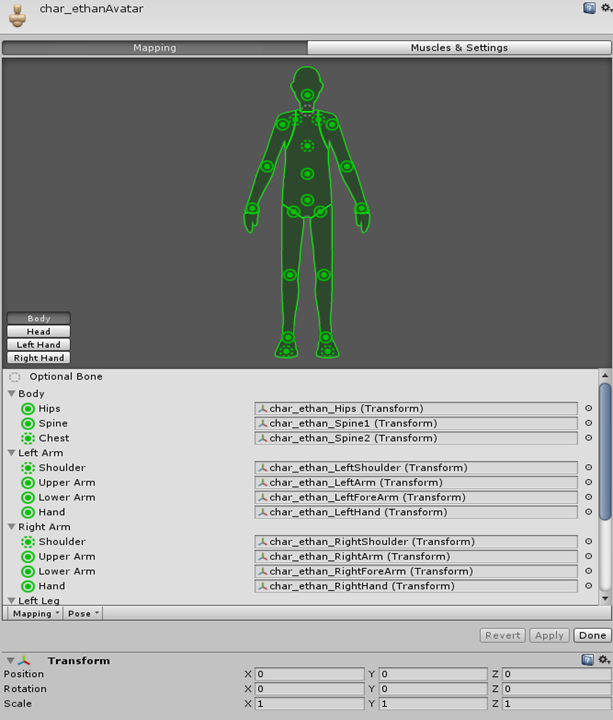 char_ethanAvatar
Mapping Muscles & Settings
Body
Head
Left Hand
Right Hand
Optional Bone
Body
Hips char_ethan_Hips (Transform)
Spine char_ethan_Spine1 (Transform)
Chest char_ethan_Spine2 (Transform)
Left Arm
Shoulder char_ethan_LeftShoulder (Transform)
Upper Arm char_ethan_LeftArm (Transform)
Lower Arm char_ethan_LeftForeArm (Transform)
Hand char_ethan_LeftHand (Transform)
Right Arm
Shoulder char_ethan_RightShoulder (Transform)
Upper Arm char_ethan_RightArm (Transform)
Lower Arm char_ethan_RightForeArm (Transform)
Hand char_ethan_RightHand (Transform)
Left Leg
Mapping Pose
Revert Apply Done
Transform
Position X 0 Y 0 Z 0
Rotation X 0 Y 0 Z 0
Scale X 1 Y 1 Z 1